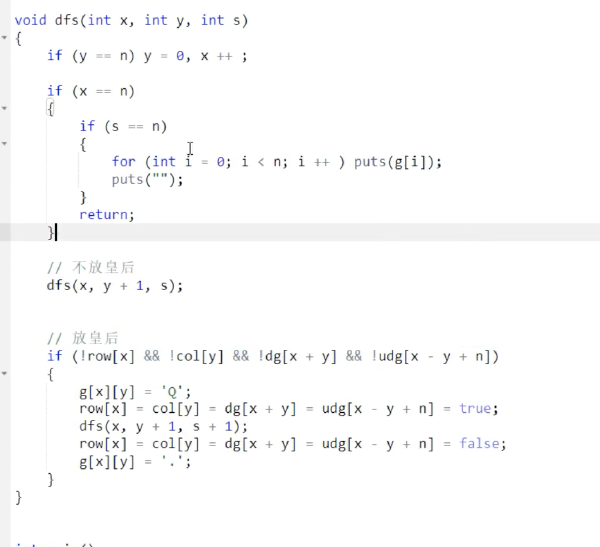 void dfs(int x, int y, int s)
{
    if (y == n) y = 0, x ++ ;

    if (x == n)
    {
        if (s == n)
        {
            for (int i = 0; i < n; i ++ ) puts(g[i]);
            puts("");
        }
        return;
    }

    // 不放皇后
    dfs(x, y + 1, s);


    // 放皇后
    if (!row[x] && !col[y] && !dg[x + y] && !udg[x - y + n])
    {
        g[x][y] = 'Q';
        row[x] = col[y] = dg[x + y] = udg[x - y + n] = true;
        dfs(x, y + 1, s + 1);
        row[x] = col[y] = dg[x + y] = udg[x - y + n] = false;
        g[x][y] = '.';
    }
}